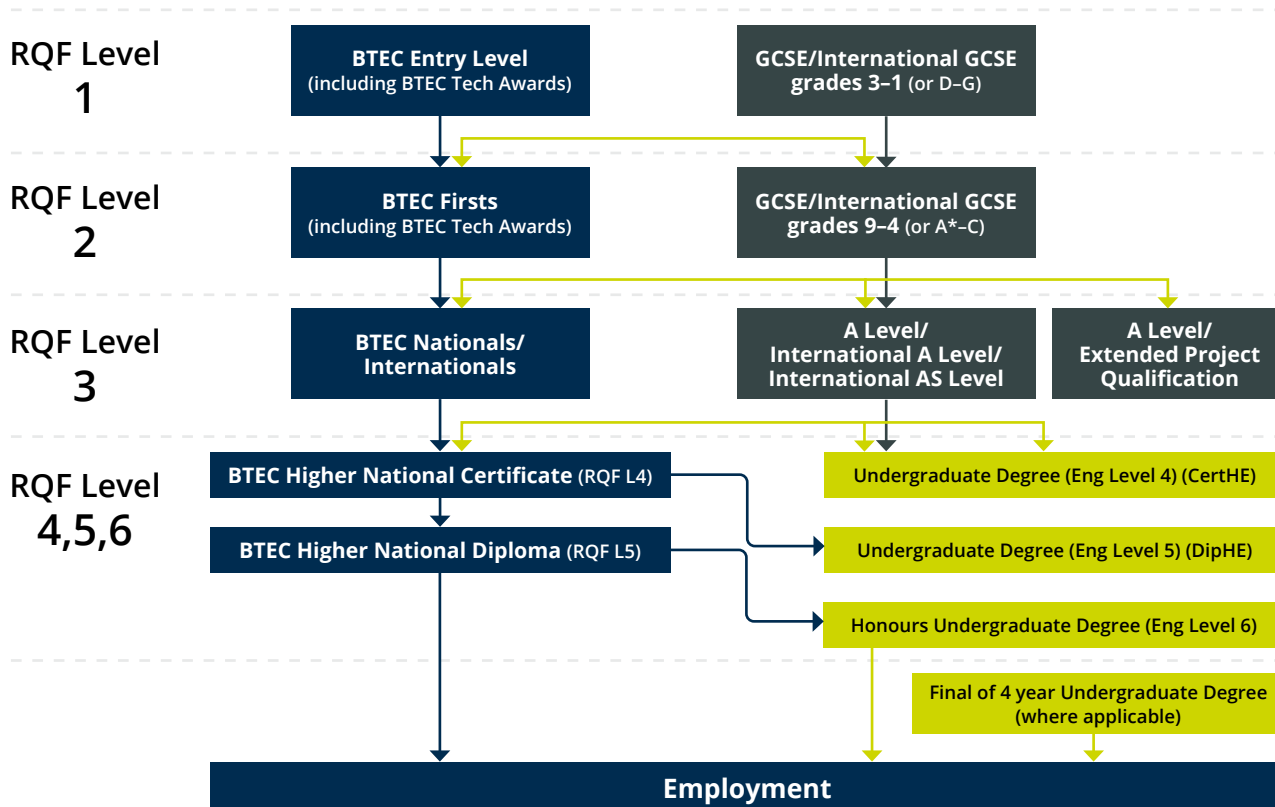 RQF Level
1
BTEC Entry Level
(including BTEC Tech Awards)
GCSE/International GCSE
grades 3–1 (or D–G)
RQF Level
2
BTEC Firsts
(including BTEC Tech Awards)
GCSE/International GCSE
grades 9–4 (or A*–C)
RQF Level
3
BTEC Nationals/
Internationals
A Level/
International A Level/
International AS Level
A Level/
Extended Project
Qualification
RQF Level
4,5,6
BTEC Higher National Certificate (RQF L4)
Undergraduate Degree (Eng Level 4) (CertHE)
BTEC Higher National Diploma (RQF L5)
Undergraduate Degree (Eng Level 5) (DipHE)
Honours Undergraduate Degree (Eng Level 6)
Final of 4 year Undergraduate Degree
(where applicable)
Employment